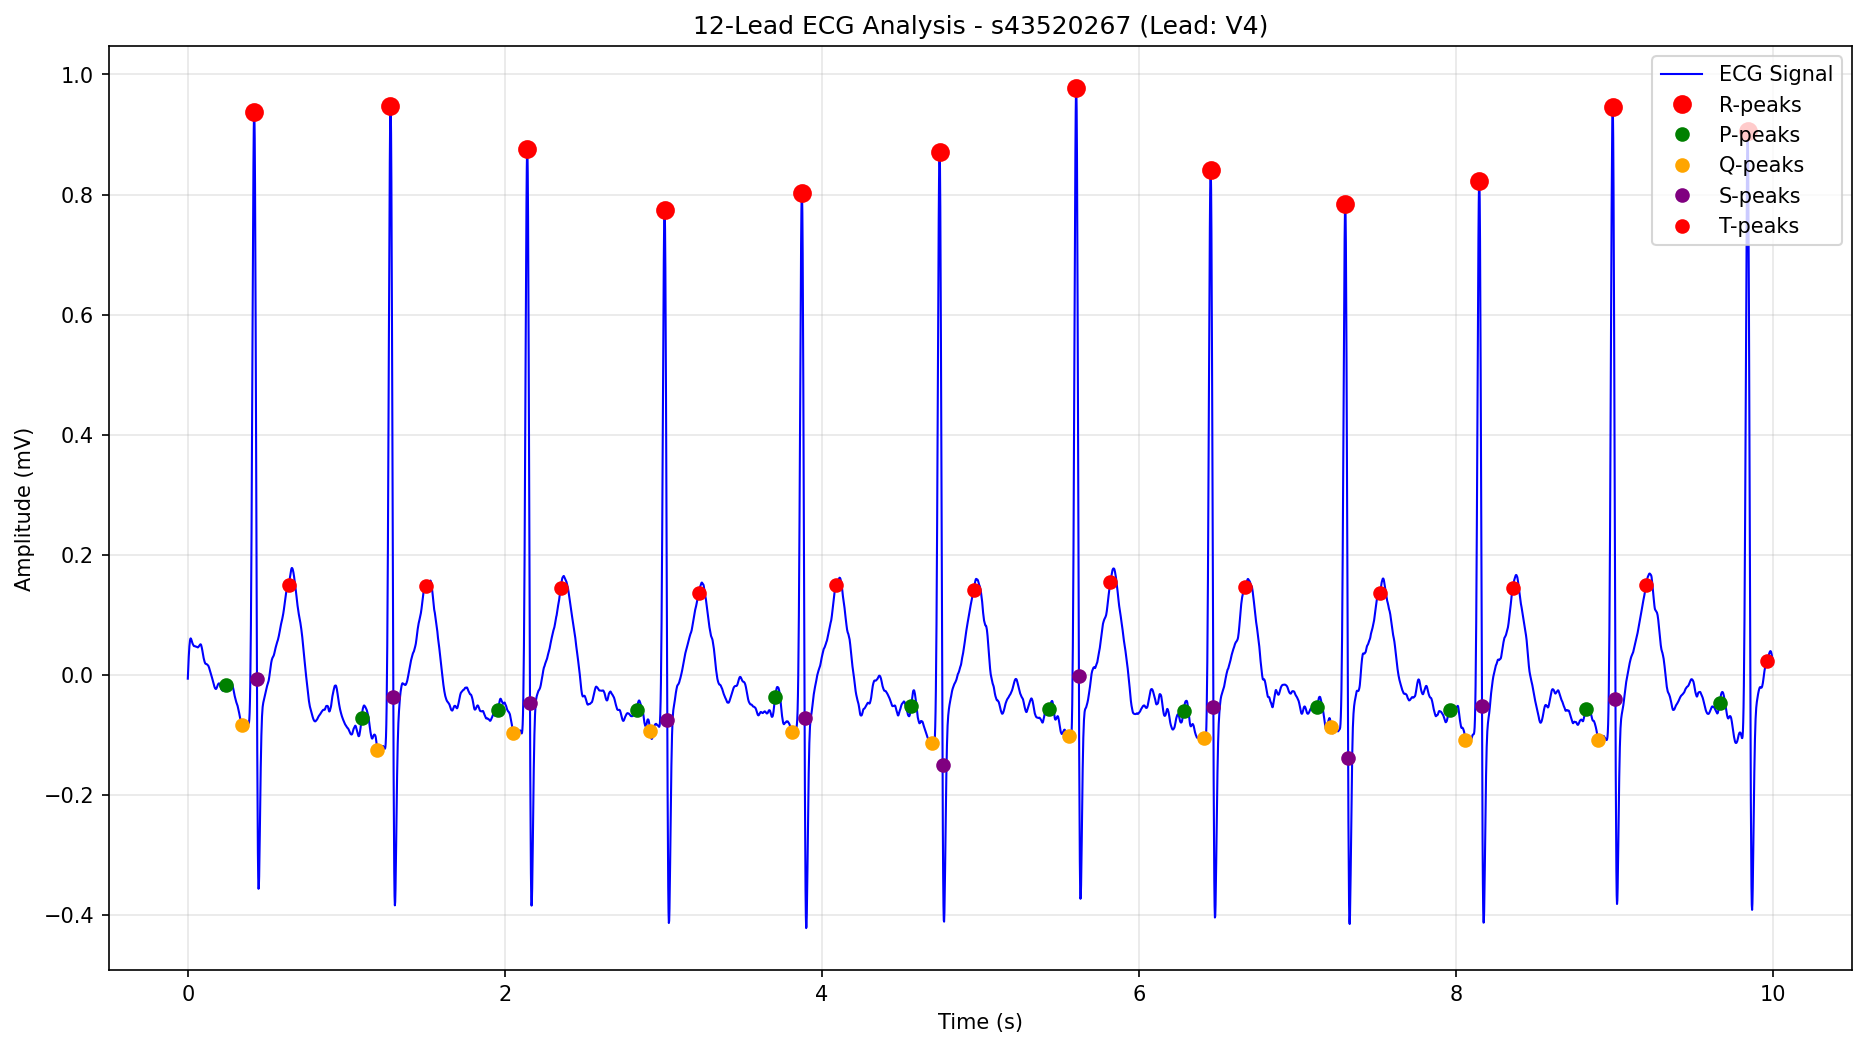 12-Lead ECG Analysis - s43520267 (Lead: V4)
ECG Signal
R-peaks
P-peaks
Q-peaks
S-peaks
T-peaks
Amplitude (mV)
1.0
0.8
0.6
0.4
0.2
0.0
−0.2
−0.4
0 2 4 6 8 10
Time (s)